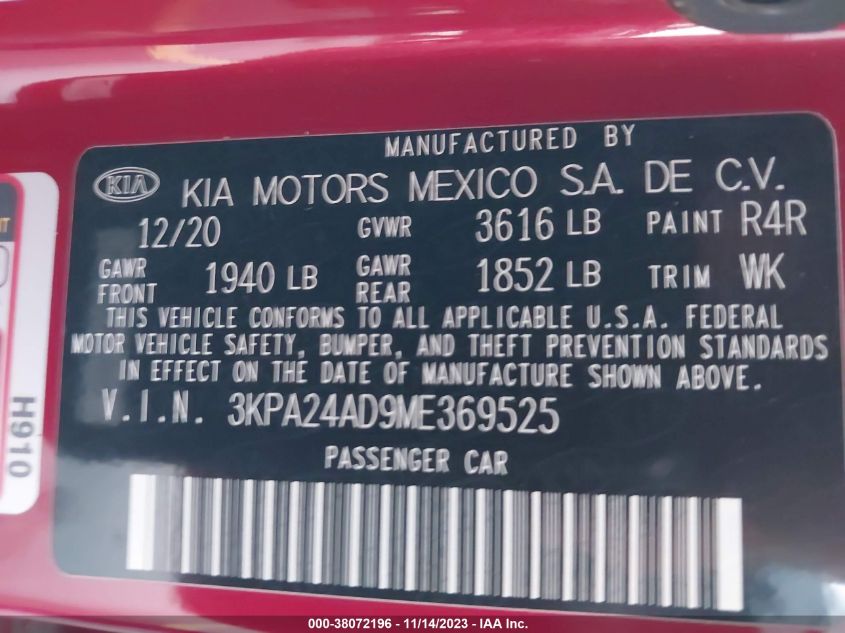 MANUFACTURED BY
KIA KIA MOTORS MEXICO S.A. DE C.V.
12/20 GVWR 3616 LB PAINT R4R
GAWR FRONT 1940 LB GAWR REAR 1852 LB TRIM WK
THIS VEHICLE CONFORMS TO ALL APPLICABLE U.S.A. FEDERAL
MOTOR VEHICLE SAFETY, BUMPER, AND THEFT PREVENTION STANDARDS
IN EFFECT ON THE DATE OF MANUFACTURE SHOWN ABOVE.
V.I.N. 3KPA24AD9ME369525
PASSENGER CAR
H910
000-38072196 - 11/14/2023 - IAA Inc.